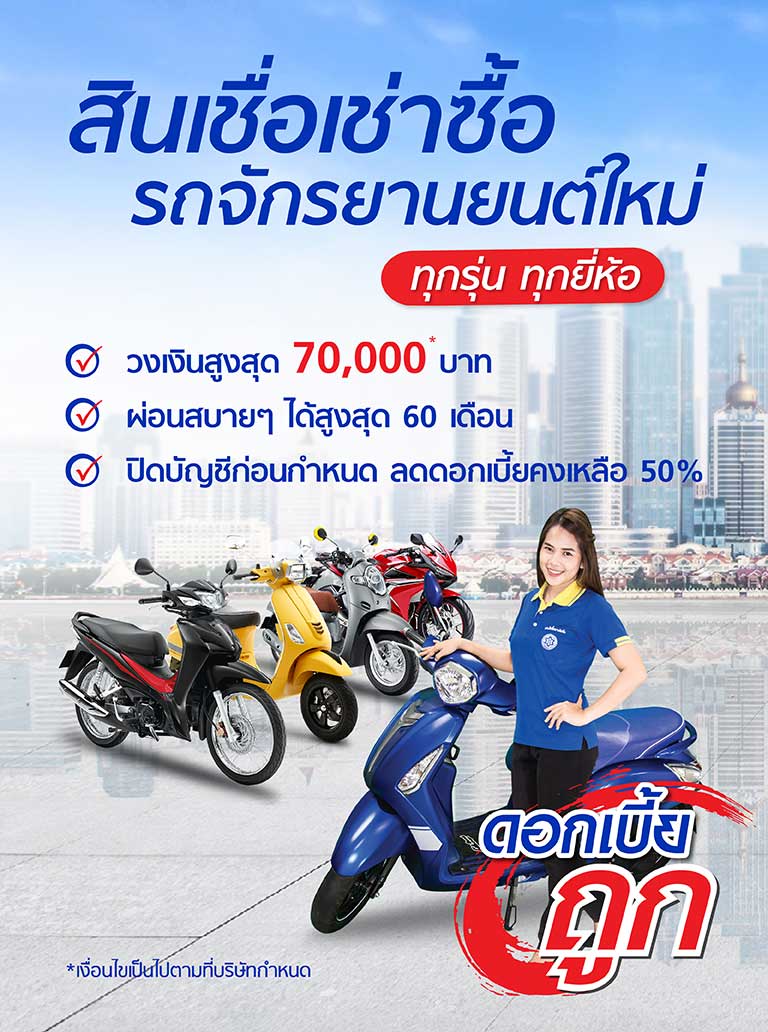 สินเชื่อเช่าซื้อ
รถจักรยานยนต์ใหม่
ทุกรุ่น ทุกยี่ห้อ
วงเงินสูงสุด 70,000* บาท
ผ่อนสบายๆ ได้สูงสุด 60 เดือน
ปิดบัญชีก่อนกำหนด ลดดอกเบี้ยคงเหลือ 50%
ดอกเบี้ย
ถูก
*เงื่อนไขเป็นไปตามที่บริษัทกำหนด